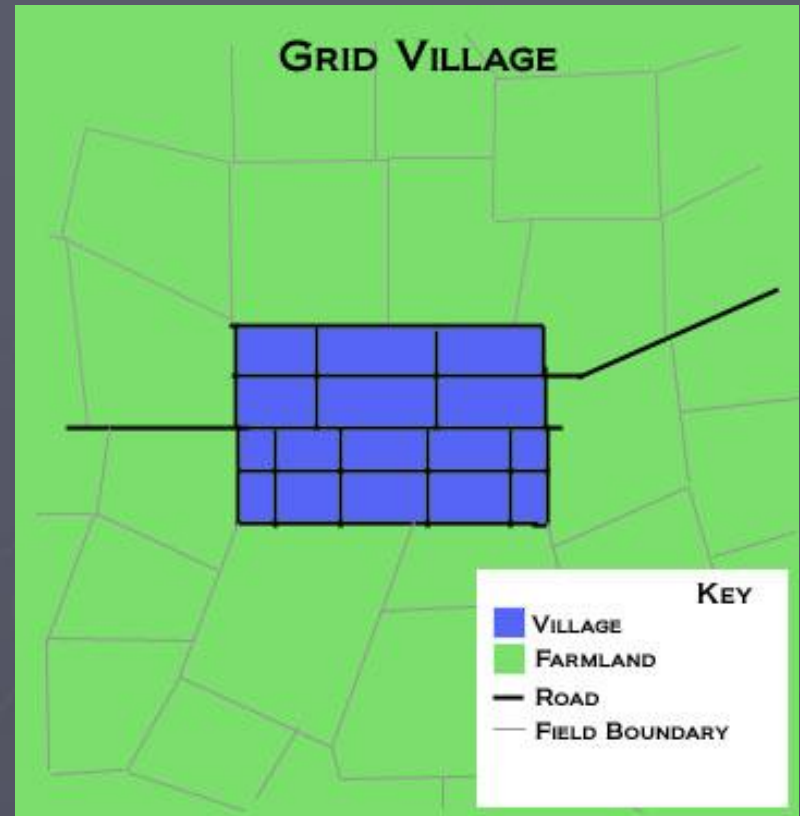 GRID VILLAGE
KEY
VILLAGE
FARMLAND
ROAD
FIELD BOUNDARY